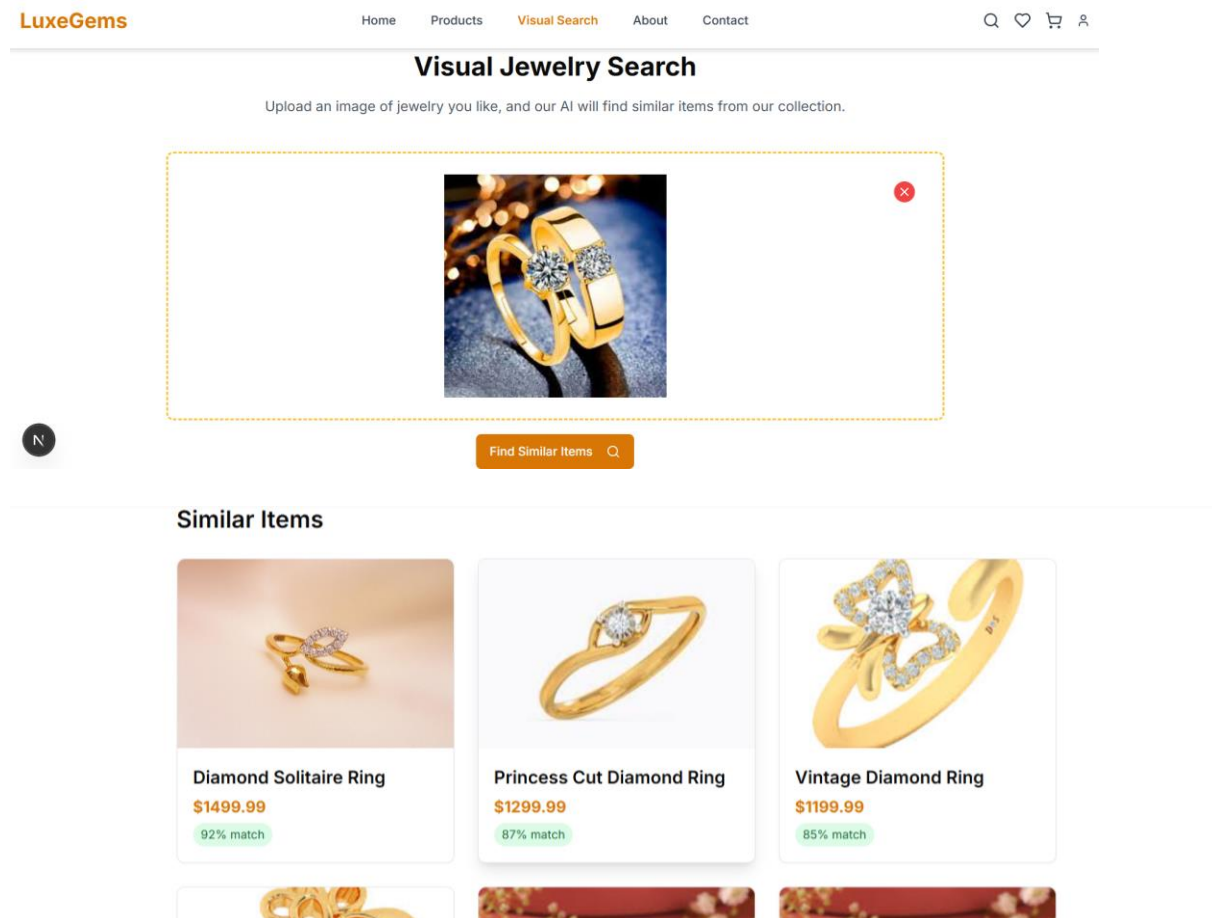 LuxeGems
Home Products Visual Search About Contact
Visual Jewelry Search
Upload an image of jewelry you like, and our AI will find similar items from our collection.
N
Find Similar Items
Similar Items
Diamond Solitaire Ring
$1499.99
92% match
Princess Cut Diamond Ring
$1299.99
87% match
Vintage Diamond Ring
$1199.99
85% match